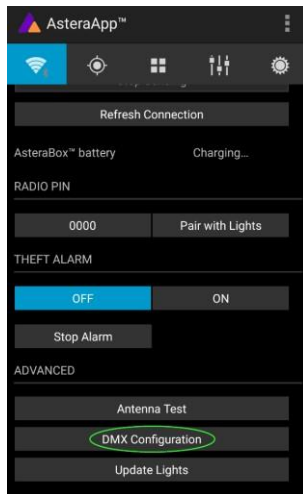 AsteraApp™
Refresh Connection
AsteraBox™ battery Charging...
RADIO PIN
0000 Pair with Lights
THEFT ALARM
OFF ON
Stop Alarm
ADVANCED
Antenna Test
DMX Configuration
Update Lights